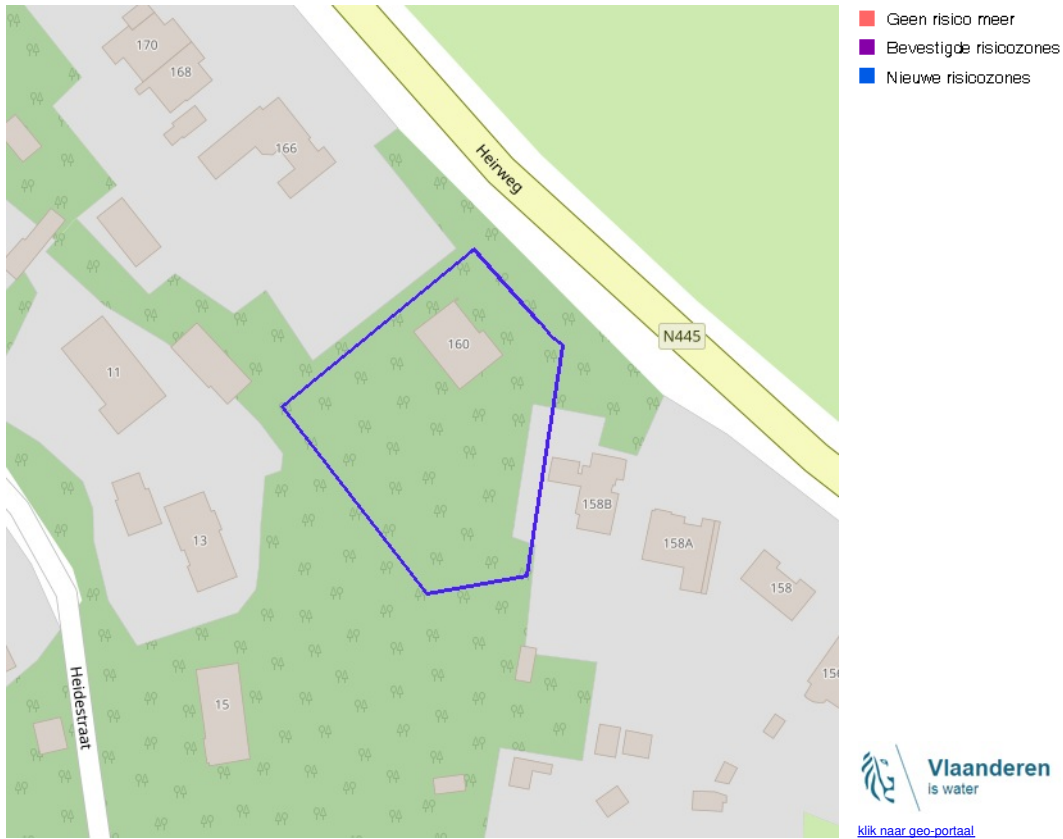 Geen risico meer
Bevestigde risicozones
Nieuwe risicozones
170
168
166
Heirweg
N445
160
11
158B
13
158A
158
156
15
Heidestraat
Vlaanderen
is water
klik naar geo-portaal